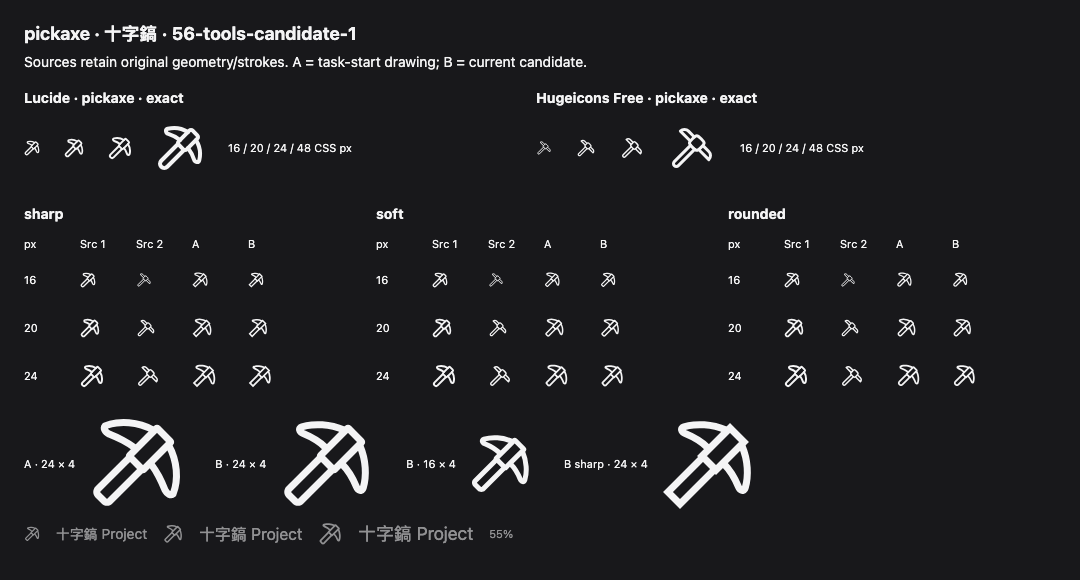 pickaxe · 十字鎬 · 56-tools-candidate-1
Sources retain original geometry/strokes. A = task-start drawing; B = current candidate.
Lucide · pickaxe · exact
Hugeicons Free · pickaxe · exact
16 / 20 / 24 / 48 CSS px
16 / 20 / 24 / 48 CSS px
sharp
soft
rounded
px Src 1 Src 2 A B
px Src 1 Src 2 A B
px Src 1 Src 2 A B
16
16
16
20
20
20
24
24
24
A · 24 × 4
B · 24 × 4
B · 16 × 4
B sharp · 24 × 4
十字鎬 Project
十字鎬 Project
十字鎬 Project
55%